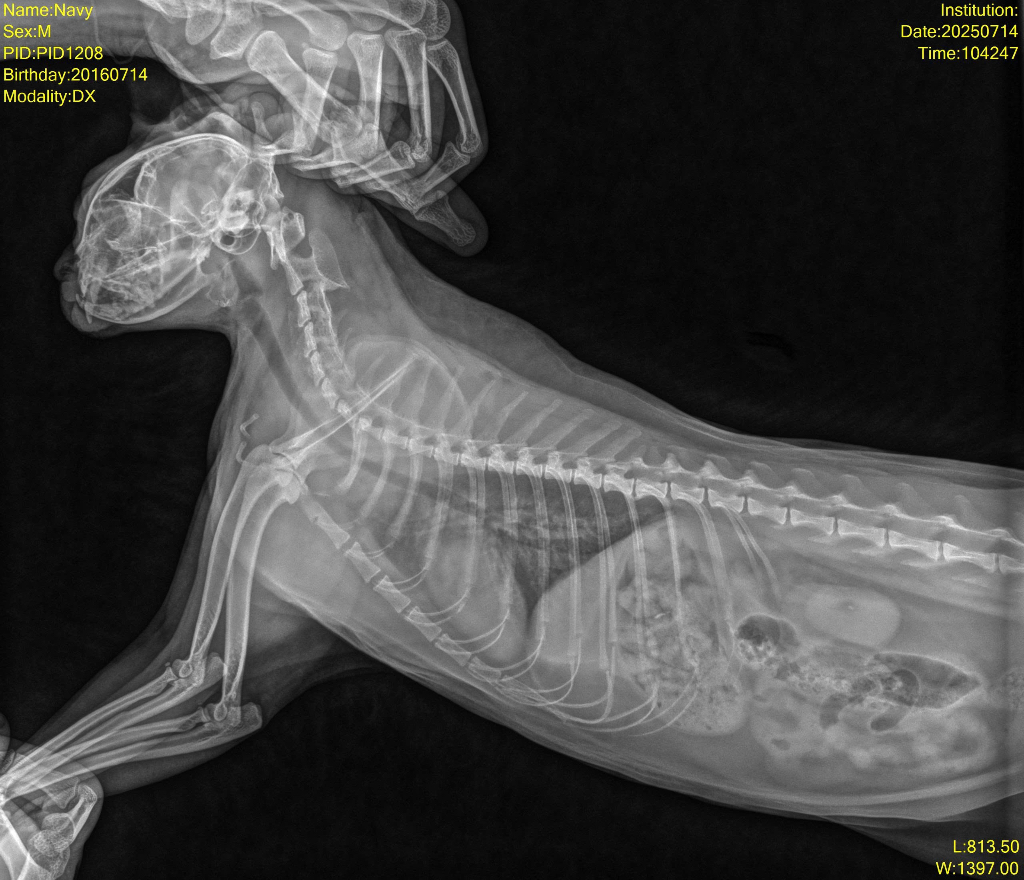 Name:Navy
Sex:M
PID:PID1208
Birthday:20160714
Modality:DX
Institution:
Date:20250714
Time:104247
L:813.50
W:1397.00